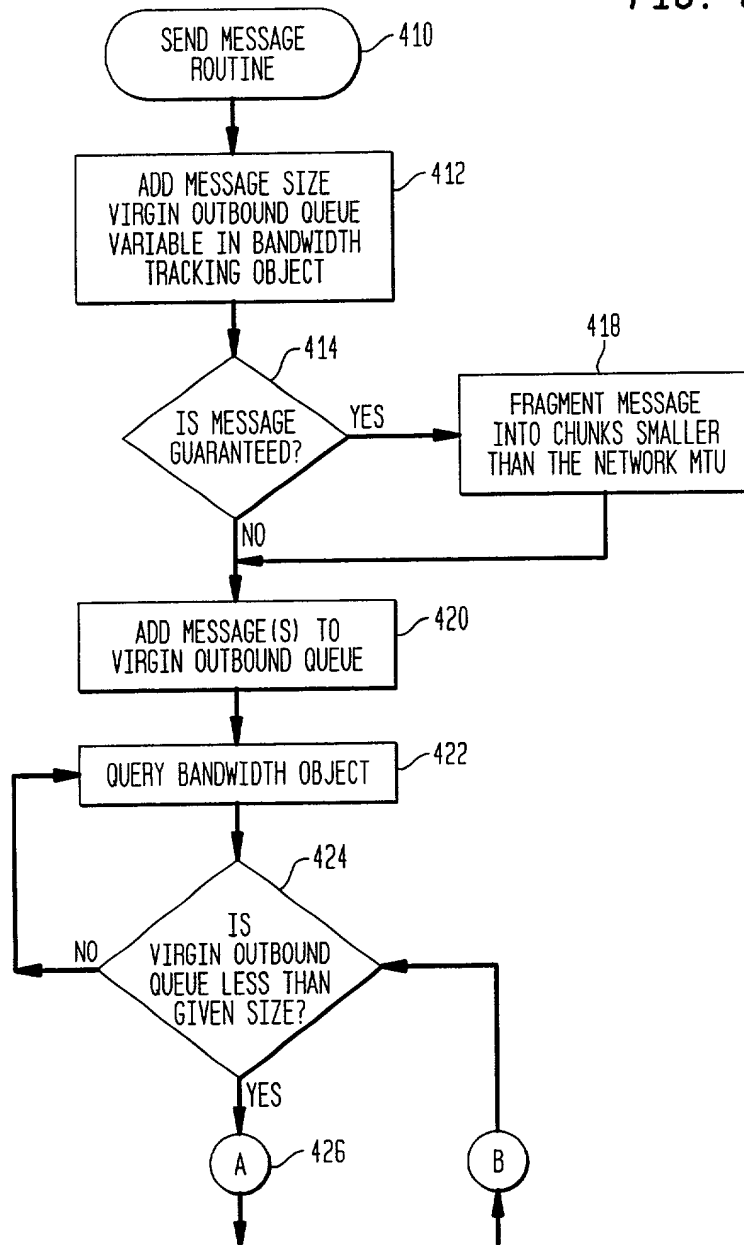 FIG.
SEND MESSAGE
ROUTINE
410
ADD MESSAGE SIZE
VIRGIN OUTBOUND QUEUE
VARIABLE IN BANDWIDTH
TRACKING OBJECT
412
414
IS MESSAGE
GUARANTEED?
YES
418
FRAGMENT MESSAGE
INTO CHUNKS SMALLER
THAN THE NETWORK MTU
NO
ADD MESSAGE(S) TO
VIRGIN OUTBOUND QUEUE
420
QUERY BANDWIDTH OBJECT
422
424
IS
VIRGIN OUTBOUND
QUEUE LESS THAN
GIVEN SIZE?
NO
YES
A
426
B